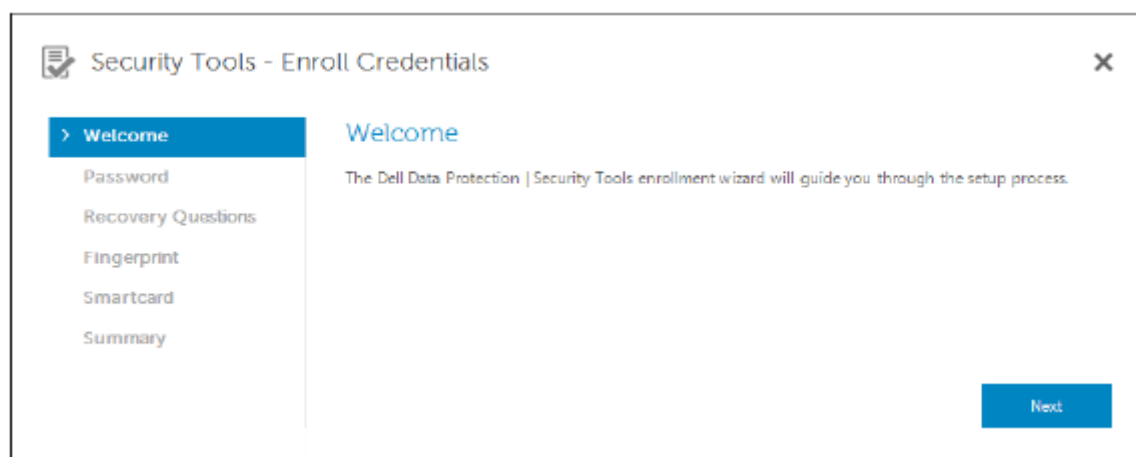 Security Tools - Enroll Credentials
Welcome
Password
Recovery Questions
Fingerprint
Smartcard
Summary
Welcome
The Dell Data Protection | Security Tools enrollment wizard will guide you through the setup process.
Next